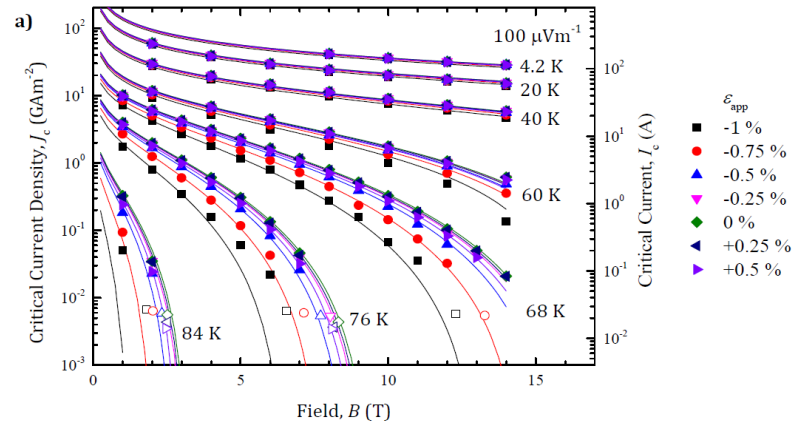 a)
Critical Current Density, Jc (GAm-2)
10²
10¹
10⁰
10⁻¹
10⁻²
10⁻³
0
5
10
15
Field, B (T)
100 μVm-1
4.2 K
20 K
40 K
60 K
68 K
76 K
84 K
10²
10¹
10⁰
10⁻¹
10⁻²
Critical Current, Ic (A)
εapp
-1 %
-0.75 %
-0.5 %
-0.25 %
0 %
+0.25 %
+0.5 %